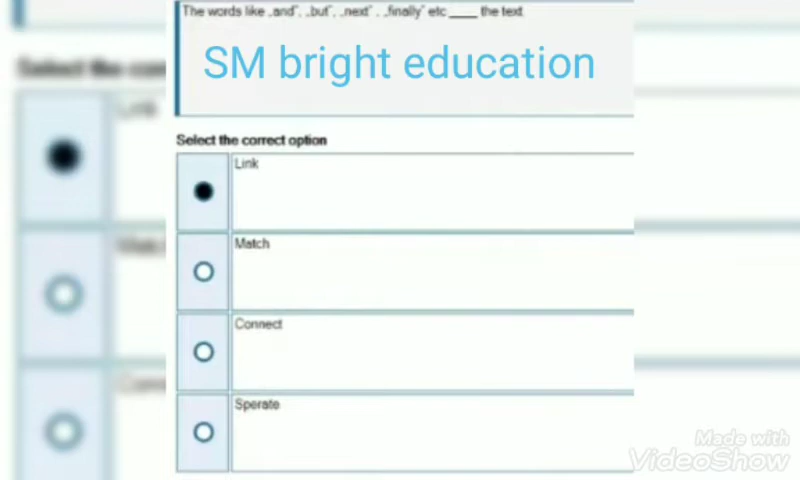 The words like „and", „but", „next" , „finally" etc ____ the text
SM bright education
Select the correct option
Link
Match
Connect
Sperate
Made with
VideoShow